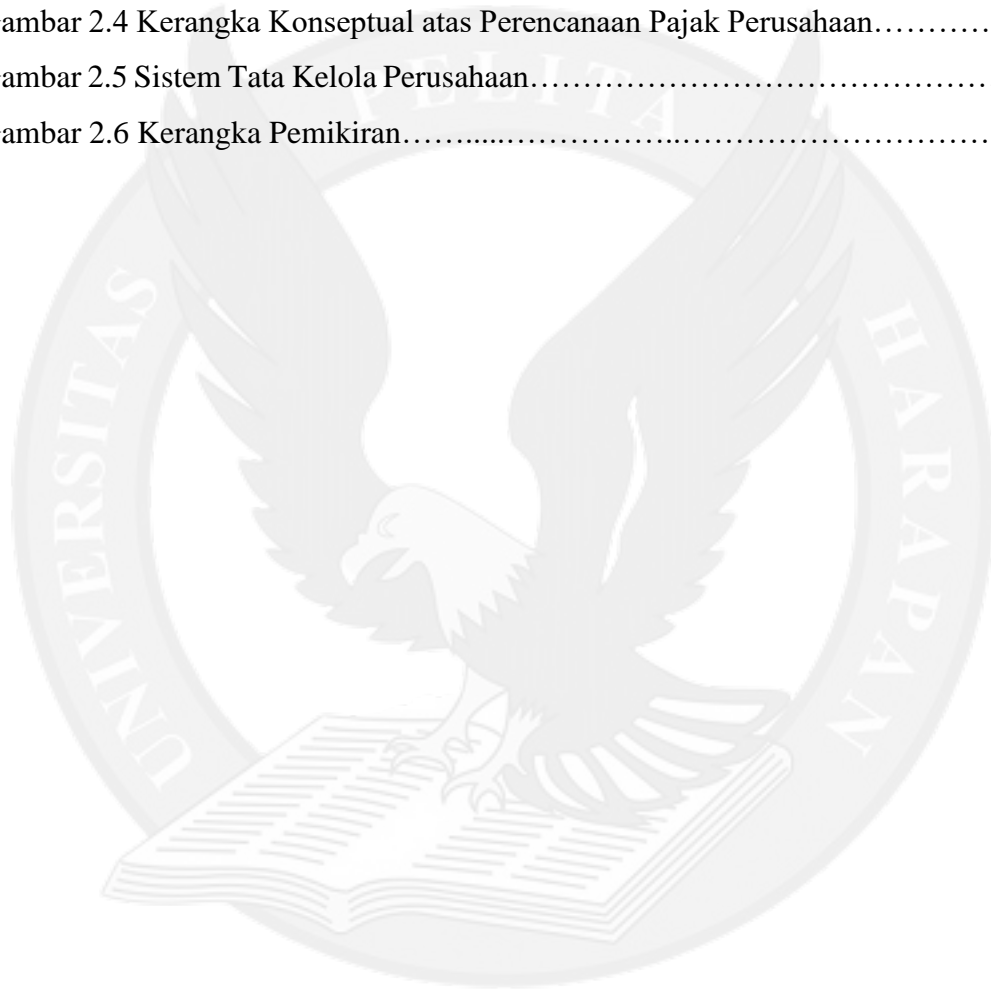 ambar 2.4 Kerangka Konseptual atas Perencanaan Pajak Perusahaan…………
ambar 2.5 Sistem Tata Kelola Perusahaan……………………………………
ambar 2.6 Kerangka Pemikiran…….....……………..………………………
UNIVERSITAS PELITA HARAPAN